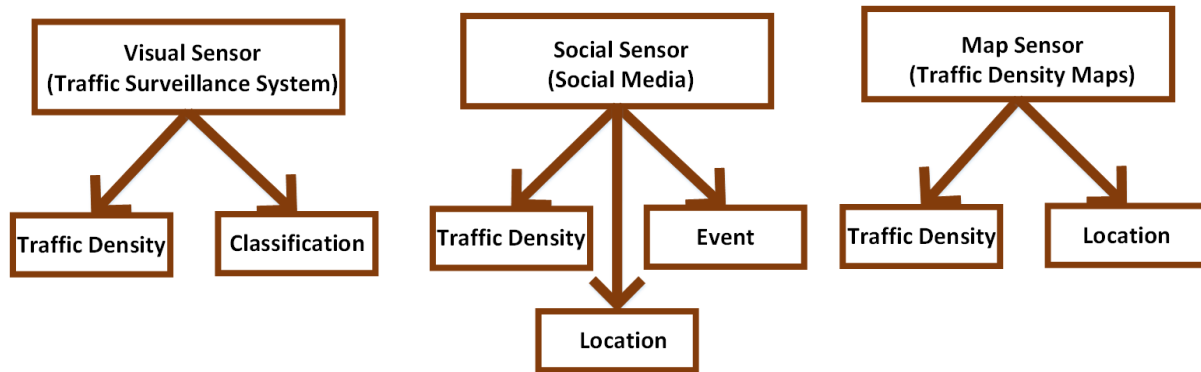 Visual Sensor
(Traffic Surveillance System)
Traffic Density
Classification
Social Sensor
(Social Media)
Traffic Density
Event
Location
Map Sensor
(Traffic Density Maps)
Traffic Density
Location